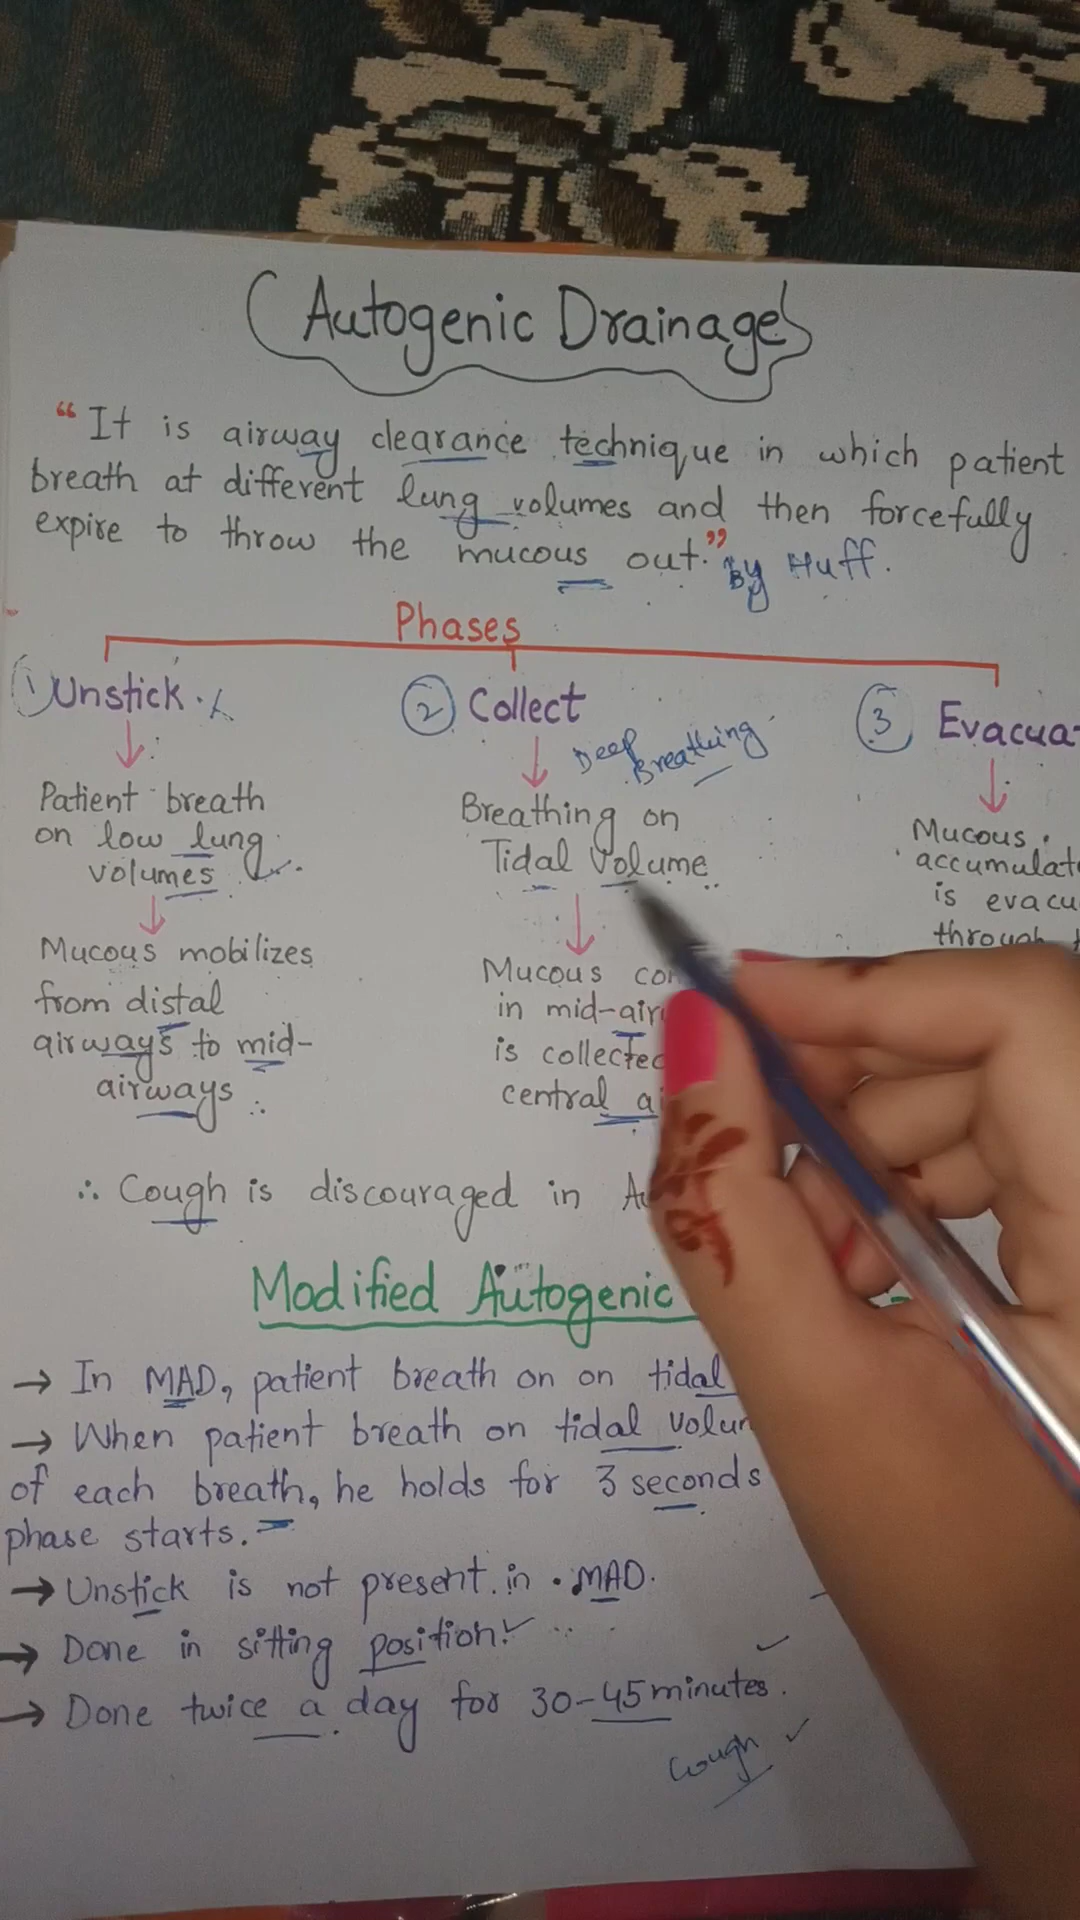 Autogenic Drainage
"It is airway clearance technique in which patient
breath at different lung volumes and then forcefully
expire to throw the mucous out." By Huff.
Phases
1 Unstick.
Patient breath
on low lung
volumes
Mucous mobilizes
from distal
airways to mid-
airways
2 Collect
Deep
Breathing
Breathing on
Tidal Volume
Mucous
in mid-
is collected
central
3
Mucous
is
through
∴ Cough is discouraged in
Modified Autogenic
→ In MAD, patient breath on on tidal
→ When patient breath on tidal
of each breath, he holds for 3 seconds
phase starts.
→ Unstick is not present in MAD.
→ Done in sitting position.
→ Done twice a day for 30-45 minutes.
Cough